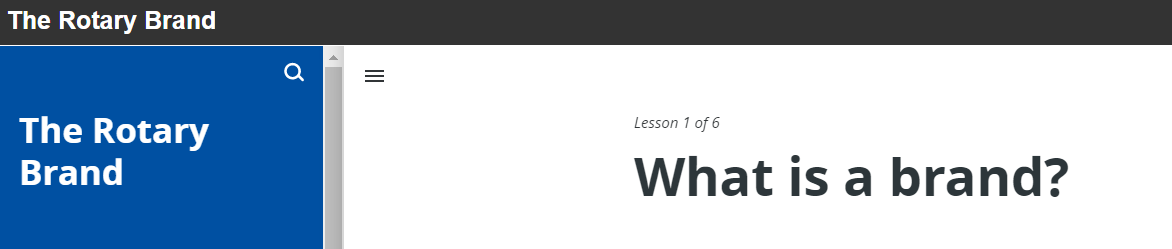 The Rotary Brand
The Rotary
Brand
Lesson 1 of 6
What is a brand?